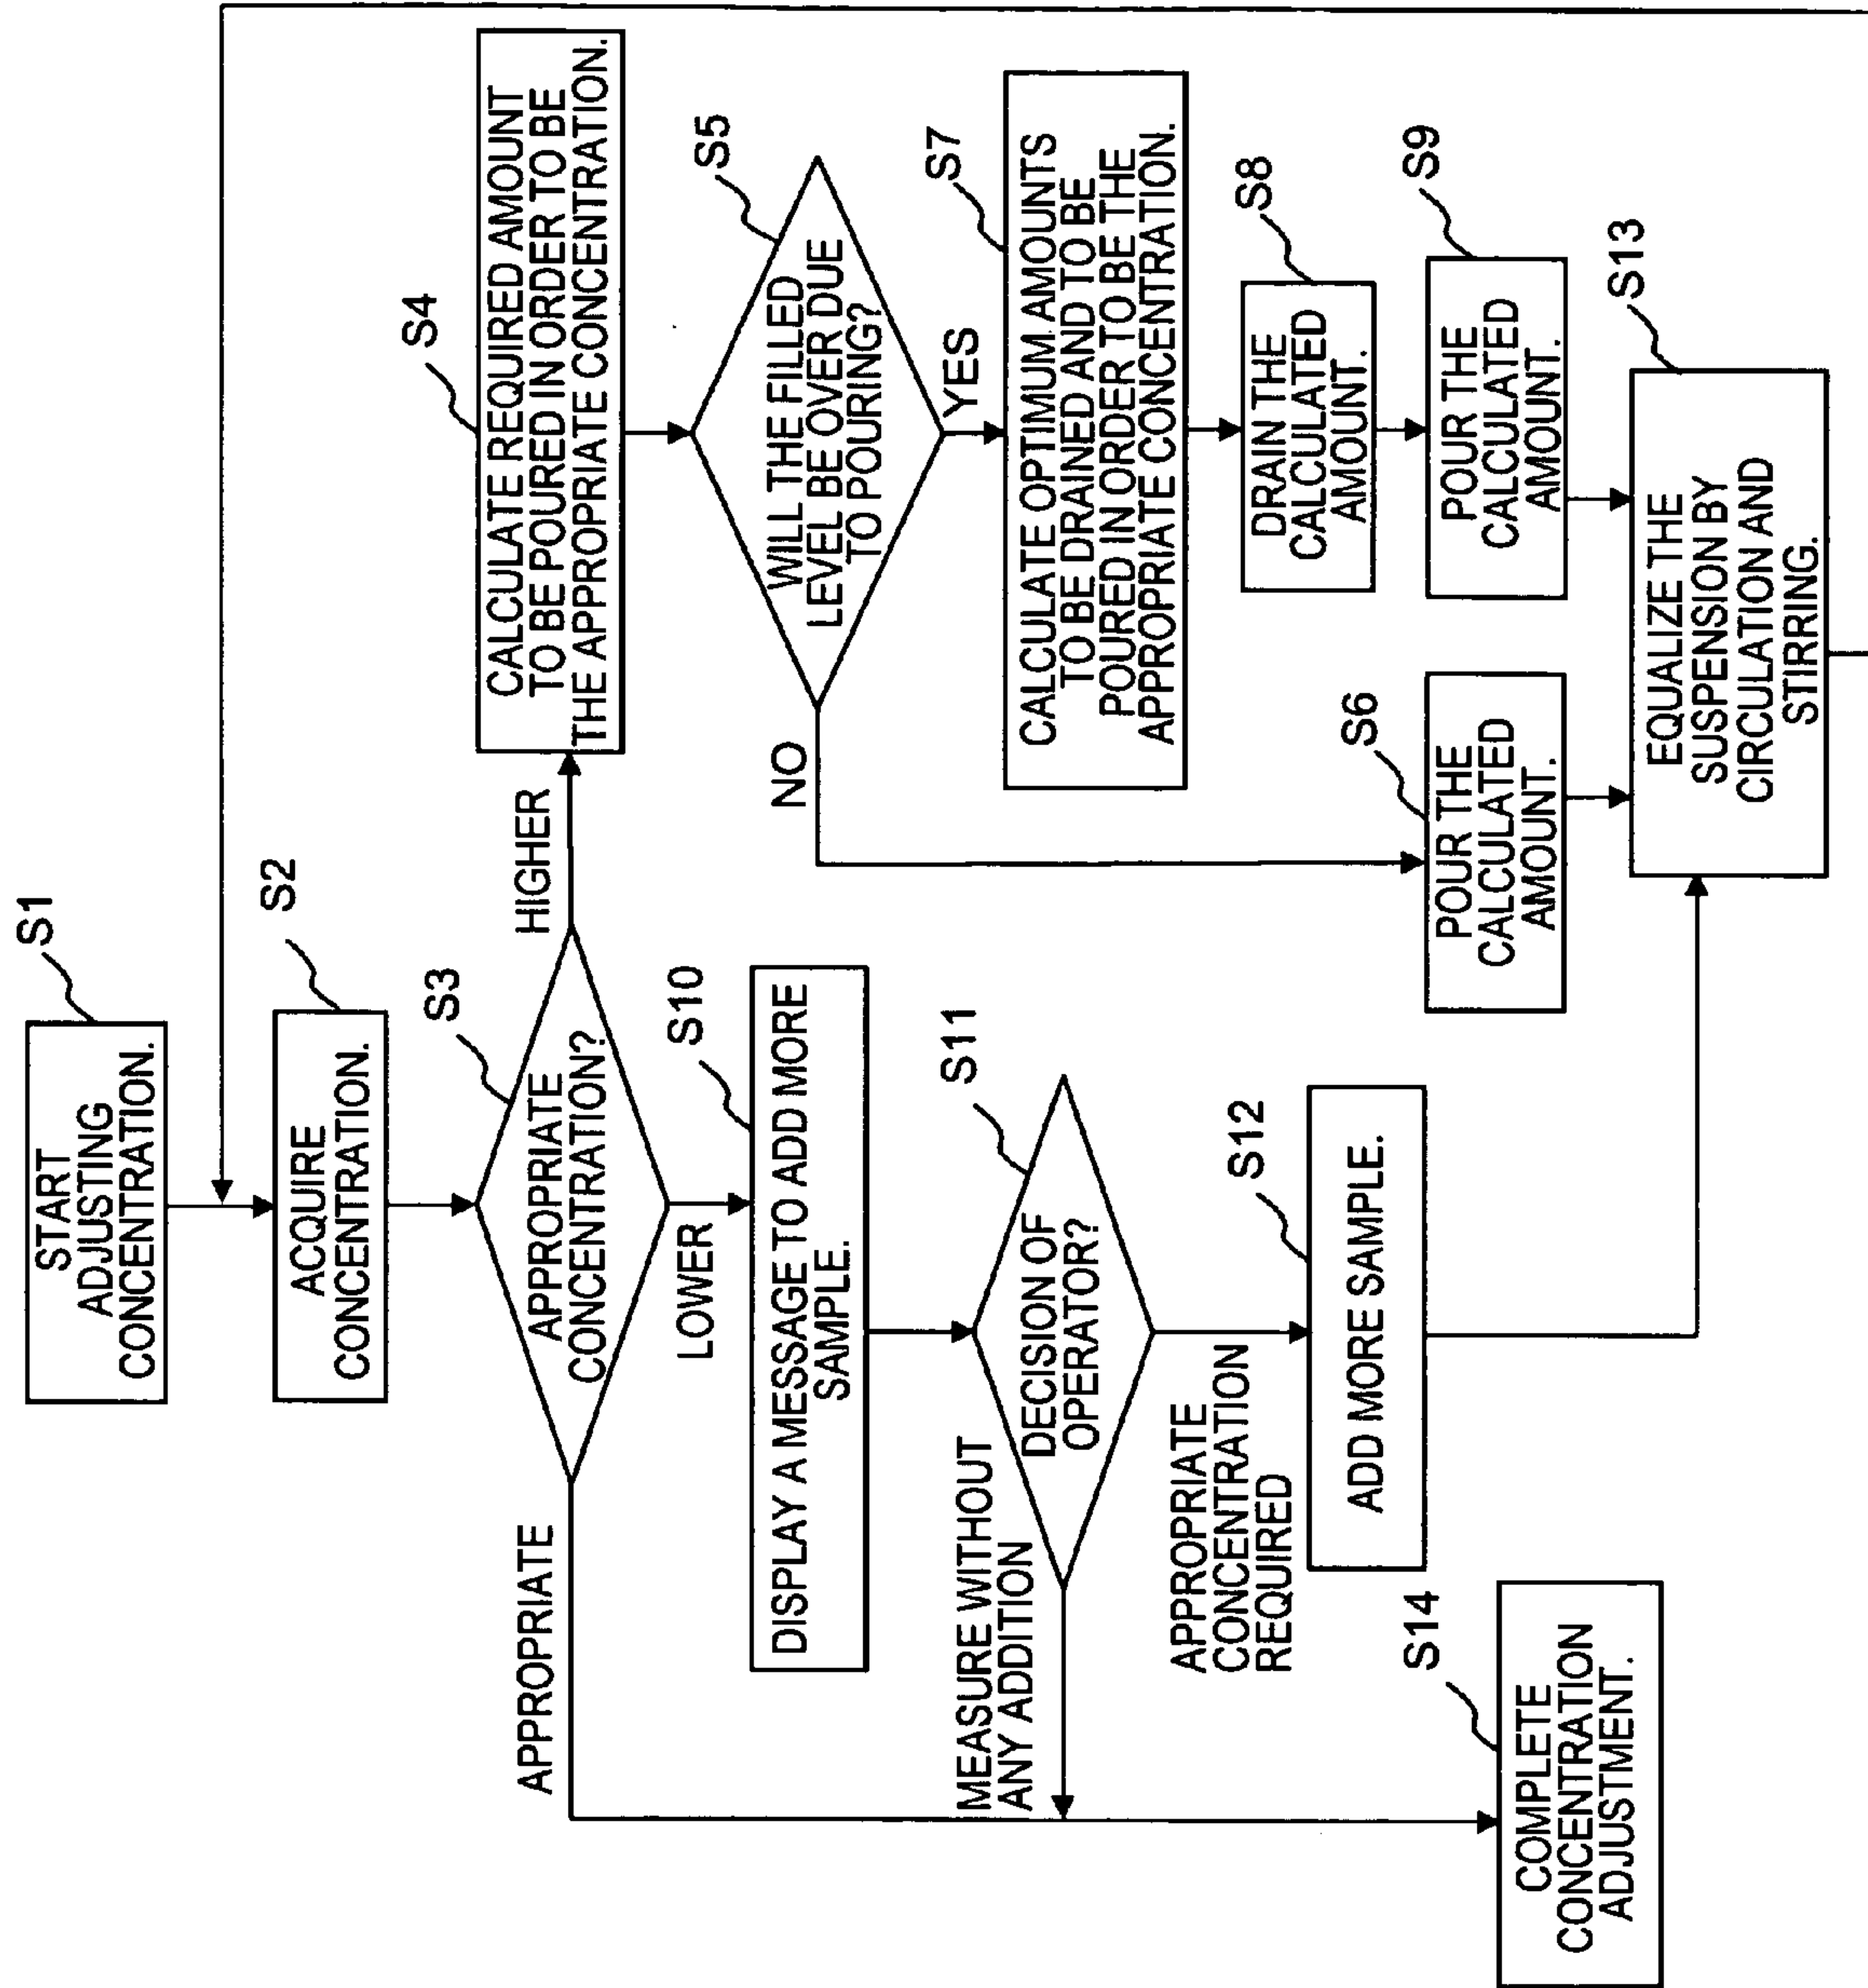 S1
START
ADJUSTING
CONCENTRATION.
S2
ACQUIRE
CONCENTRATION.
S3
APPROPRIATE
CONCENTRATION?
APPROPRIATE
LOWER
HIGHER
S4
CALCULATE REQUIRED AMOUNT
TO BE POURED IN ORDER TO BE
THE APPROPRIATE CONCENTRATION.
S5
WILL THE FILLED
LEVEL BE OVER DUE
TO POURING?
NO
YES
S7
CALCULATE OPTIMUM AMOUNTS
TO BE DRAINED AND TO BE
POURED IN ORDER TO BE THE
APPROPRIATE CONCENTRATION.
S8
DRAIN THE
CALCULATED
AMOUNT.
S9
POUR THE
CALCULATED
AMOUNT.
S6
POUR THE
CALCULATED
AMOUNT.
S10
DISPLAY A MESSAGE TO ADD MORE
SAMPLE.
S11
DECISION OF
OPERATOR?
MEASURE WITHOUT
ANY ADDITION
APPROPRIATE
CONCENTRATION
REQUIRED
S12
ADD MORE SAMPLE.
S13
EQUALIZE THE
SUSPENSION BY
CIRCULATION AND
STIRRING.
S14
COMPLETE
CONCENTRATION
ADJUSTMENT.